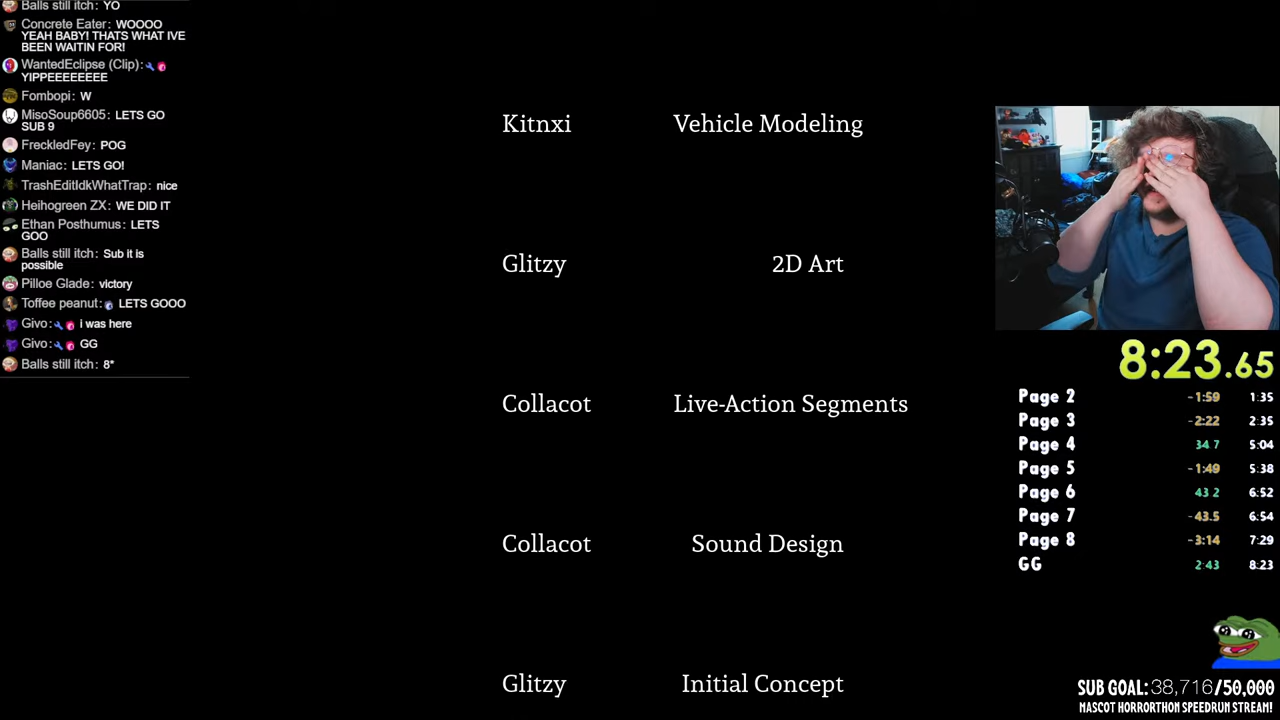 Balls still itch: YO
Concrete Eater: WOOOO
YEAH BABY! THATS WHAT IVE
BEEN WAITIN FOR!
WantedEclipse (Clip):
YIPPEEEEEEEE
Fombopi: W
MisoSoup6605: LETS GO
SUB 9
FreckledFey: POG
Maniac: LETS GO!
TrashEditIdkWhatTrap: nice
Heihogreen ZX: WE DID IT
Ethan Posthumus: LETS
GOO
Balls still itch: Sub it is
possible
Pilloe Glade: victory
Toffee peanut: LETS GOOO
Givo: i was here
Givo: GG
Balls still itch: 8*
Kitnxi Vehicle Modeling
Glitzy 2D Art
Collacot Live-Action Segments
Collacot Sound Design
Glitzy Initial Concept
8:23.65
Page 2 -1:59 1:35
Page 3 -2:22 2:35
Page 4 34.7 5:04
Page 5 -1:49 5:38
Page 6 43.2 6:52
Page 7 -43.5 6:54
Page 8 -3:14 7:29
GG 2:43 8:23
SUB GOAL: 38,716/50,000
MASCOT HORRORTHON SPEEDRUN STREAM!